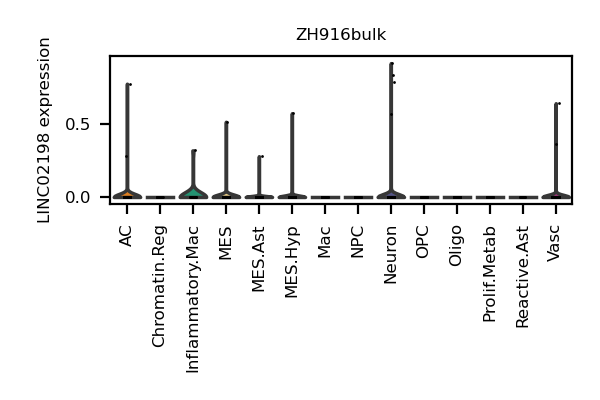 ZH916bulk
LINC02198 expression
0.5
0.0
AC
Chromatin.Reg
Inflammatory.Mac
MES
MES.Ast
MES.Hyp
Mac
NPC
Neuron
OPC
Oligo
Prolif.Metab
Reactive.Ast
Vasc